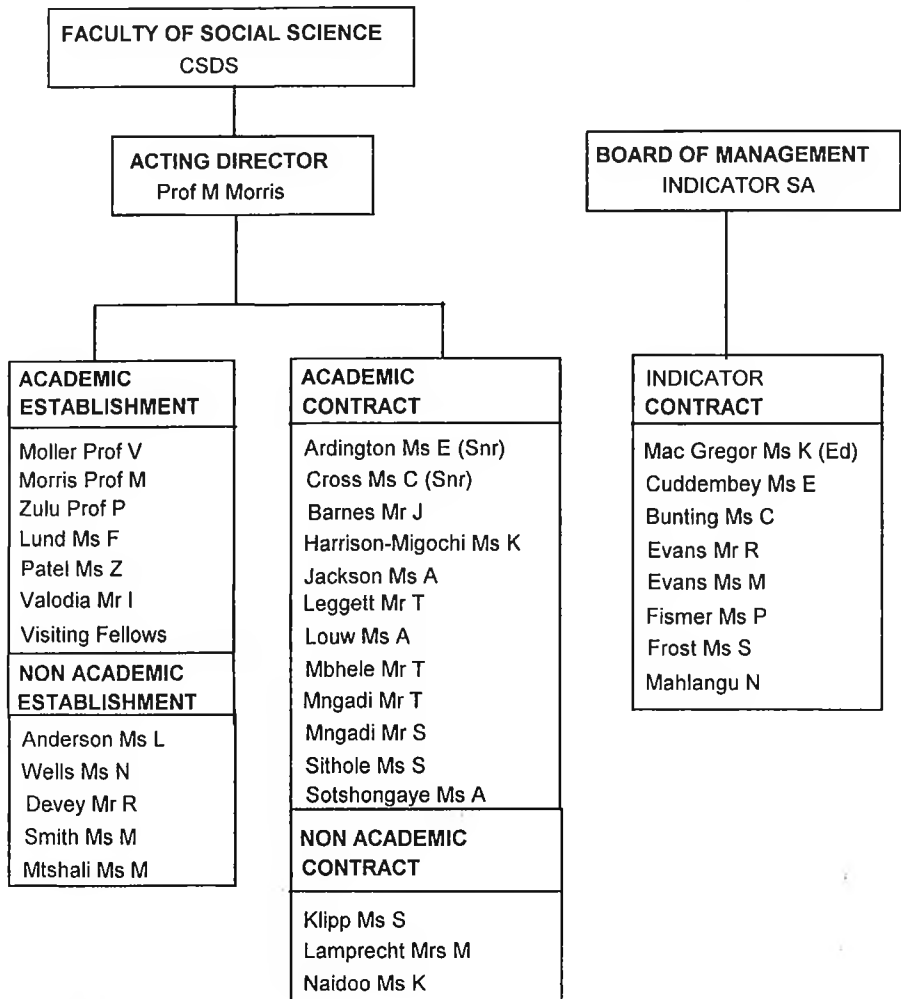 FACULTY OF SOCIAL SCIENCE
CSDS
ACTING DIRECTOR
Prof M Morris
BOARD OF MANAGEMENT
INDICATOR SA
ACADEMIC
ESTABLISHMENT
Moller Prof V
Morris Prof M
Zulu Prof P
Lund Ms F
Patel Ms Z
Valodia Mr I
Visiting Fellows
NON ACADEMIC
ESTABLISHMENT
Anderson Ms L
Wells Ms N
Devey Mr R
Smith Ms M
Mtshali Ms M
ACADEMIC
CONTRACT
Ardington Ms E (Snr)
Cross Ms C (Snr)
Barnes Mr J
Harrison-Migochi Ms K
Jackson Ms A
Leggett Mr T
Louw Ms A
Mbhele Mr T
Mngadi Mr T
Mngadi Mr S
Sithole Ms S
Sotshongaye Ms A
NON ACADEMIC
CONTRACT
Klipp Ms S
Lamprecht Mrs M
Naidoo Ms K
INDICATOR
CONTRACT
Mac Gregor Ms K (Ed)
Cuddembey Ms E
Bunting Ms C
Evans Mr R
Evans Ms M
Fismer Ms P
Frost Ms S
Mahlangu N